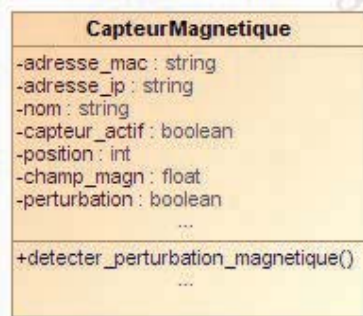 CapteurMagnetique
-adresse_mac : string
-adresse_ip : string
-nom : string
-capteur_actif : boolean
-position : int
-champ_magn : float
-perturbation : boolean
...
+detecter_perturbation_magnetique()
...